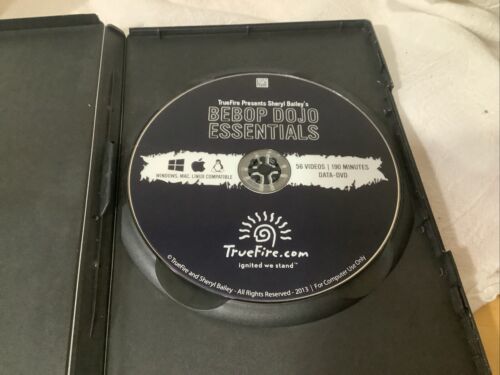 TrueFire Presents Sheryl Bailey's
BEBOP DOJO
ESSENTIALS
WINDOWS, MAC, LINUX COMPATIBLE
56 VIDEOS | 190 MINUTES
DATA-DVD
TrueFire.com
ignited we stand™
© TrueFire and Sheryl Bailey - All Rights Reserved - 2013 | For Computer Use Only